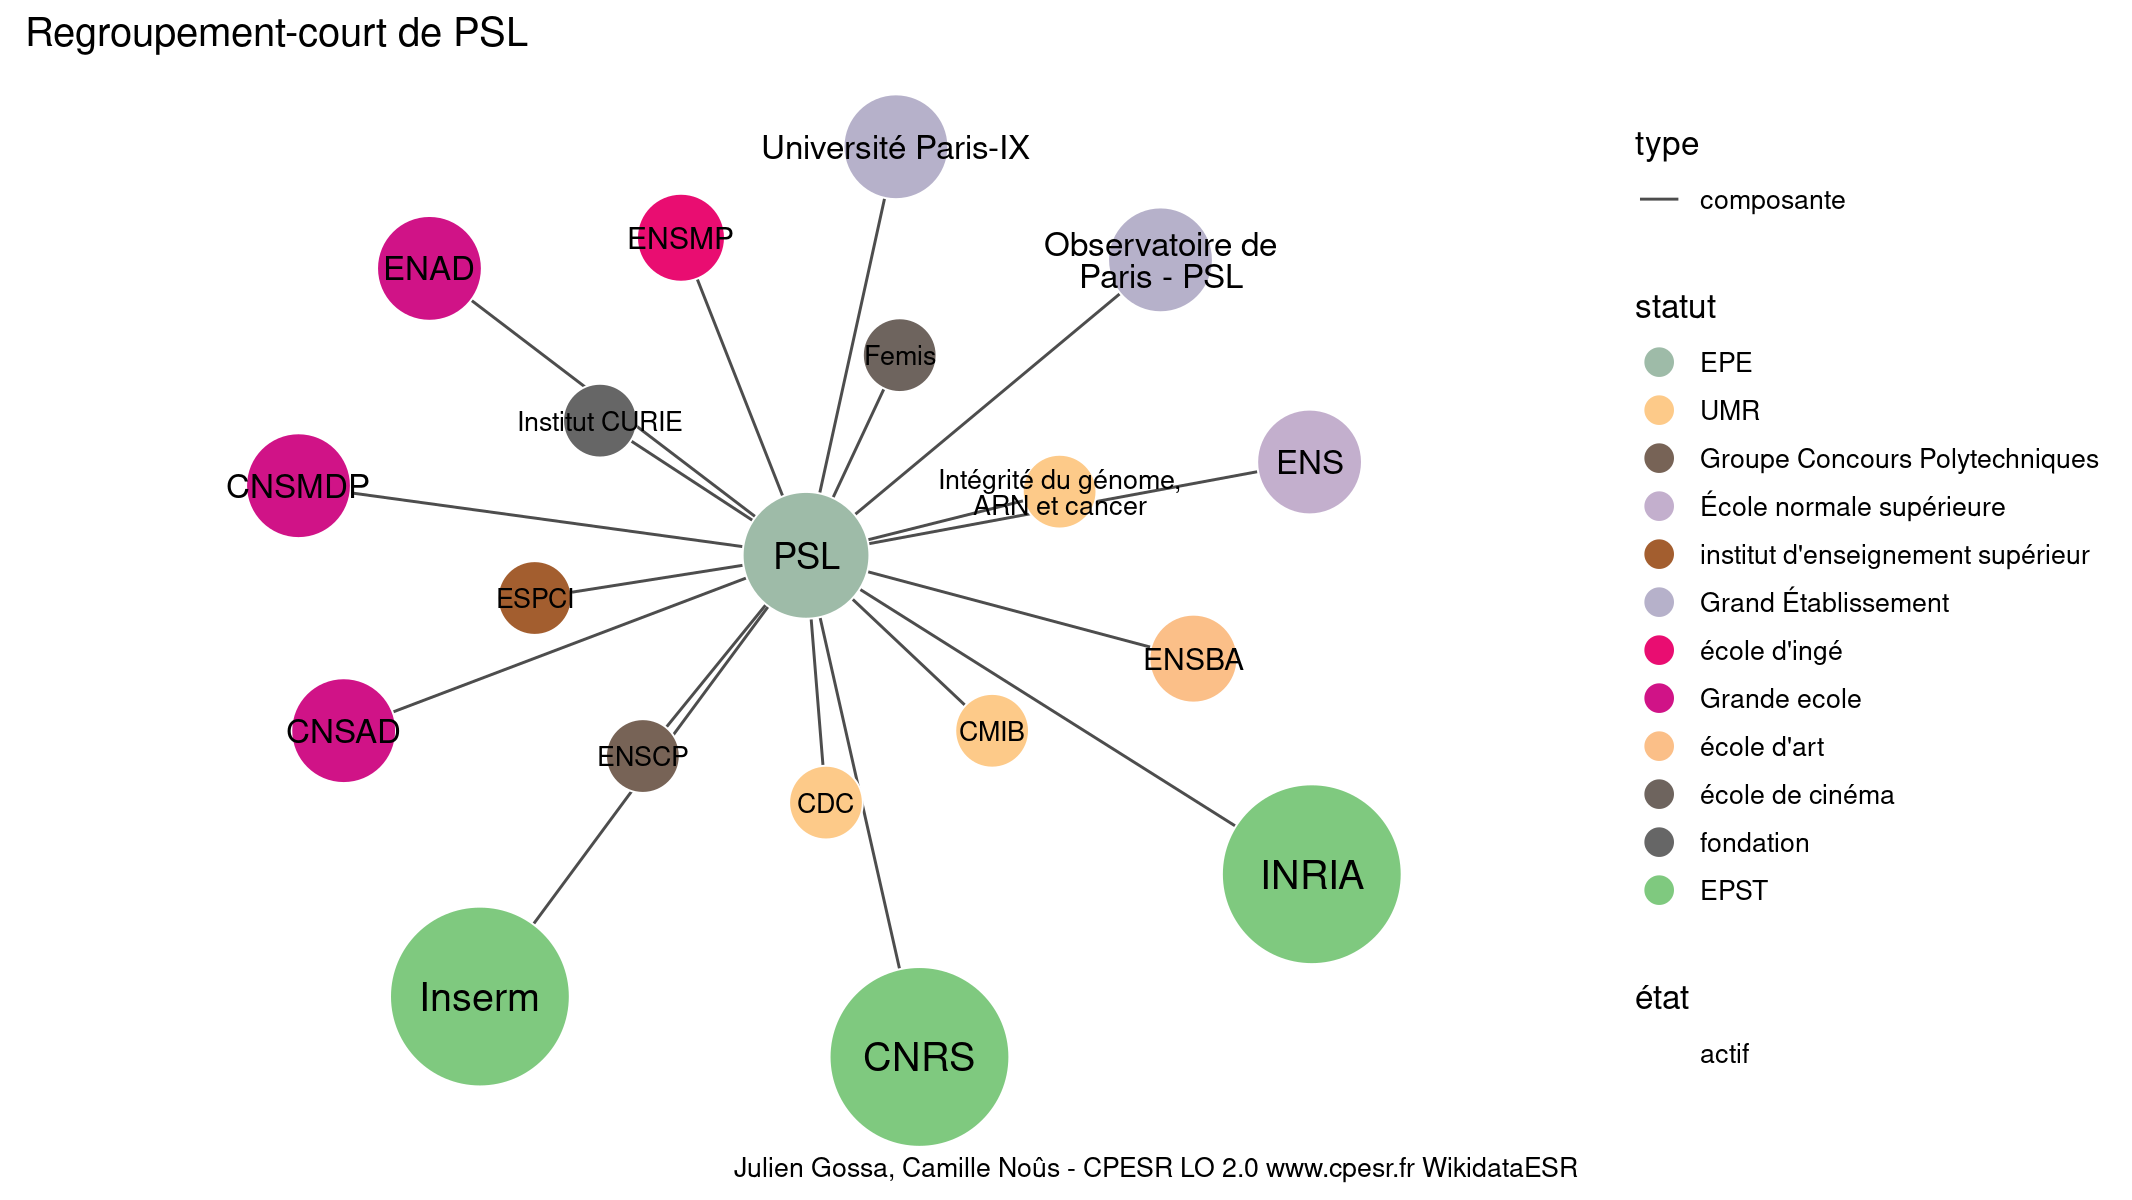 Regroupement-court de PSL
Université Paris-IX
ENSMP
Observatoire de
Paris - PSL
ENAD
Femis
Institut CURIE
ENS
Intégrité du génome,
ARN et cancer
CNSMDP
PSL
ESPCI
ENSBA
CNSAD
CMIB
ENSCP
CDC
INRIA
Inserm
CNRS
type
composante
statut
EPE
UMR
Groupe Concours Polytechniques
École normale supérieure
institut d'enseignement supérieur
Grand Établissement
école d'ingé
Grande ecole
école d'art
école de cinéma
fondation
EPST
état
actif
Julien Gossa, Camille Noûs - CPESR LO 2.0 www.cpesr.fr WikidataESR